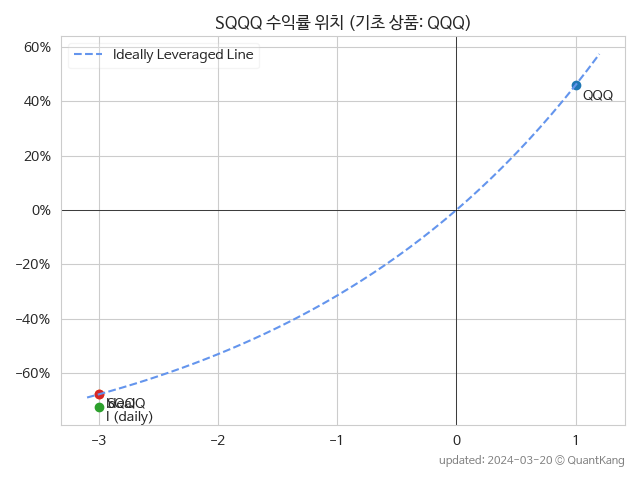 SQQQ 수익률 위치 (기초 상품: QQQ)
Ideally Leveraged Line
60%
40%
20%
0%
−20%
−40%
−60%
QQQ
SQQQ
I (daily)
−3
−2
−1
0
1
updated: 2024-03-20 © QuantKang